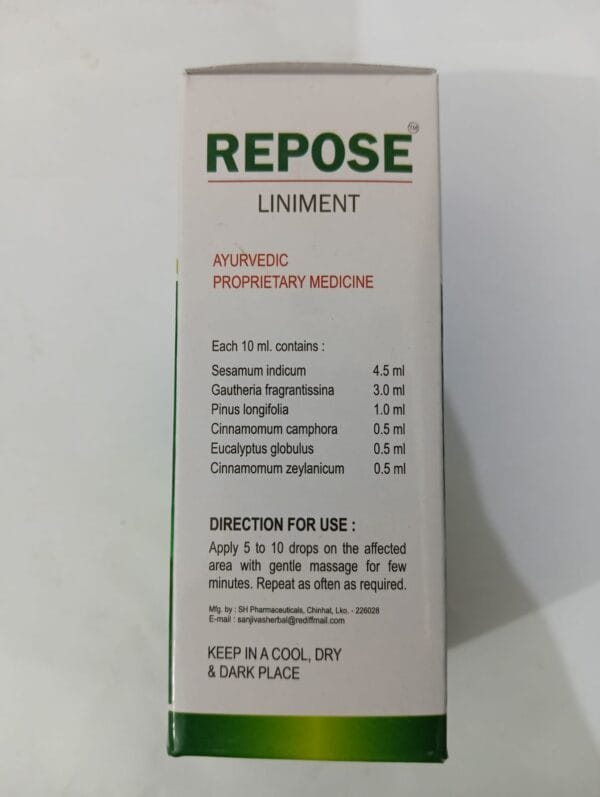 REPOSE TM
LINIMENT
AYURVEDIC
PROPRIETARY MEDICINE
Each 10 ml. contains :
Sesamum indicum 4.5 ml
Gautheria fragrantissina 3.0 ml
Pinus longifolia 1.0 ml
Cinnamomum camphora 0.5 ml
Eucalyptus globulus 0.5 ml
Cinnamomum zeylanicum 0.5 ml
DIRECTION FOR USE :
Apply 5 to 10 drops on the affected
area with gentle massage for few
minutes. Repeat as often as required.
Mfg. by : SH Pharmaceuticals, Chinhat, Lko. - 226028
E-mail : sanjivasherbal@rediffmail.com
KEEP IN A COOL, DRY
& DARK PLACE